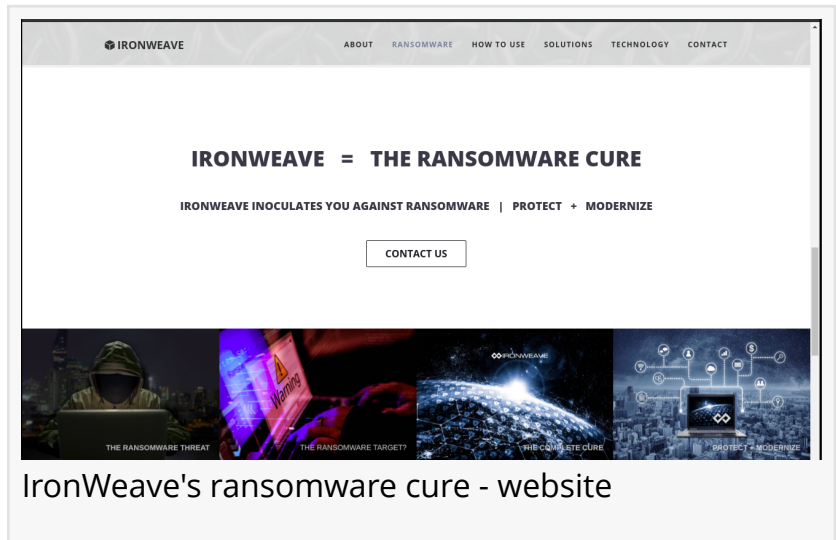 IRONWEAVE
ABOUT RANSOMWARE HOW TO USE SOLUTIONS TECHNOLOGY CONTACT
IRONWEAVE = THE RANSOMWARE CURE
IRONWEAVE INOCULATES YOU AGAINST RANSOMWARE | PROTECT + MODERNIZE
CONTACT US
Warning
IRONWEAVE
THE RANSOMWARE THREAT
THE RANSOMWARE TARGET?
THE COMPLETE CURE
PROTECT + MODERNIZE
IronWeave's ransomware cure - website